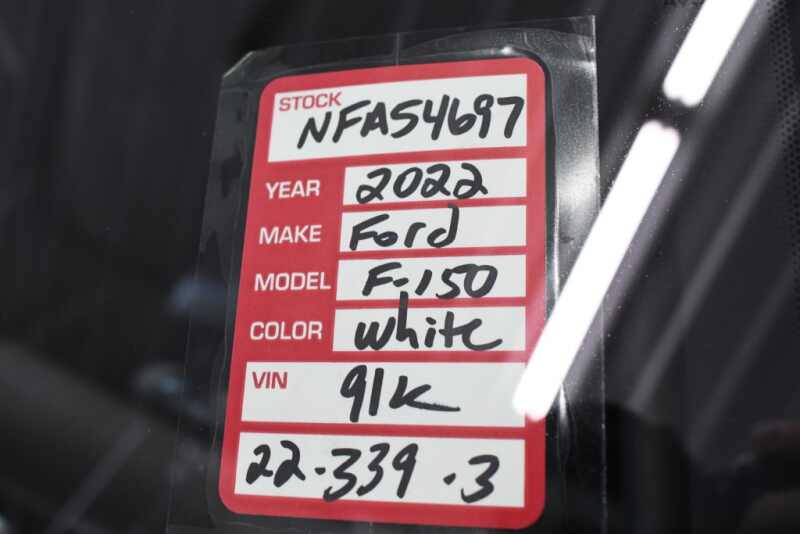 STOCK NFA54697
YEAR 2022
MAKE Ford
MODEL F-150
COLOR white
VIN 91K
22-339-3